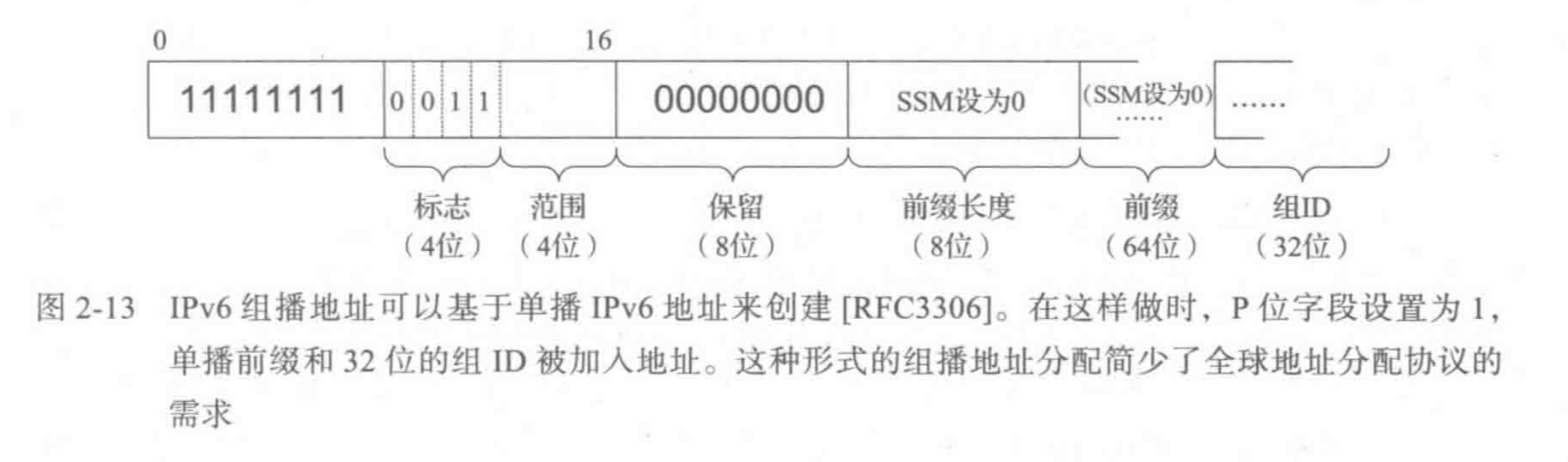 0 16
11111111 0 0 1 1 00000000 SSM设为0 (SSM设为0) ……
……
标志 范围 保留 前缀长度 前缀 组ID
（4位） （4位） （8位） （8位） （64位） （32位）
图 2-13 IPv6 组播地址可以基于单播 IPv6 地址来创建 [RFC3306]。在这样做时，P 位字段设置为 1，
单播前缀和 32 位的组 ID 被加入地址。这种形式的组播地址分配简少了全球地址分配协议的
需求